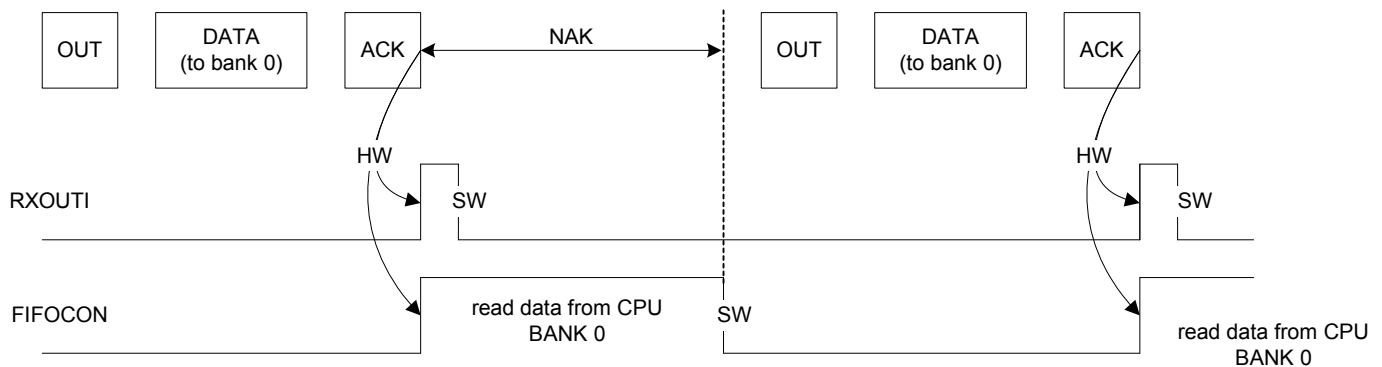 OUT
DATA
(to bank 0)
ACK
NAK
OUT
DATA
(to bank 0)
ACK
HW
HW
RXOUTI
SW
SW
FIFOCON
read data from CPU
BANK 0
SW
read data from CPU
BANK 0